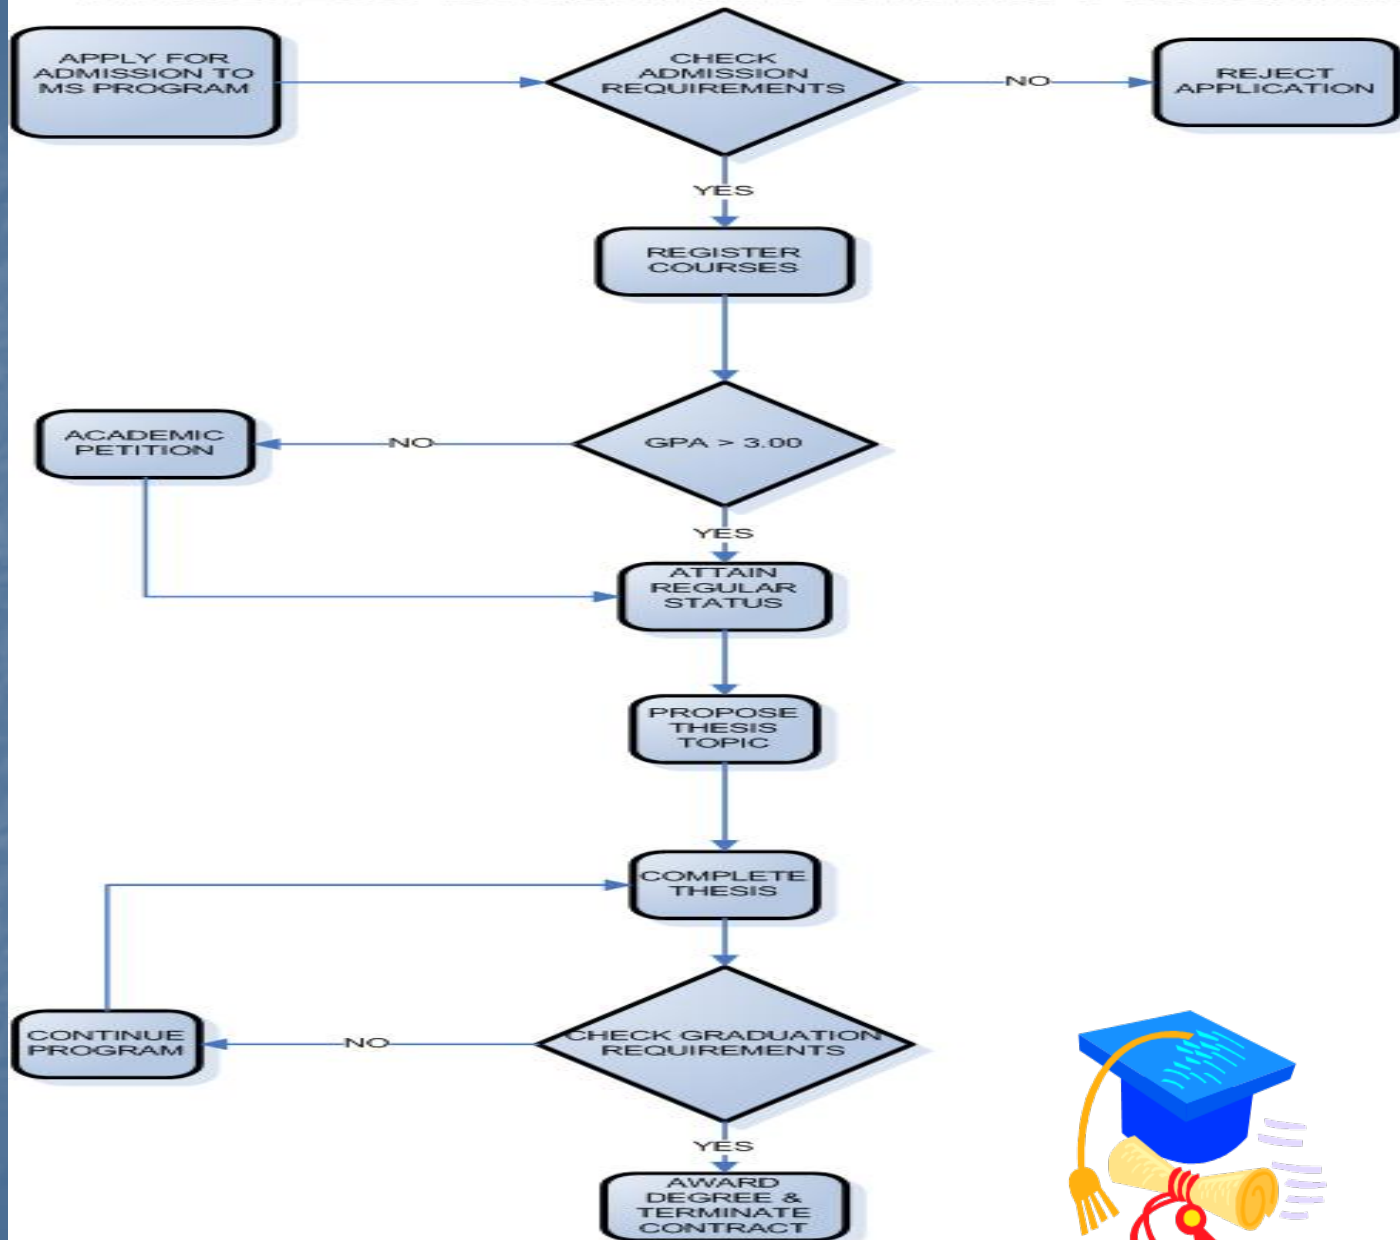 APPLY FOR
ADMISSION TO
MS PROGRAM
CHECK
ADMISSION
REQUIREMENTS
NO
REJECT
APPLICATION
YES
REGISTER
COURSES
GPA > 3.00
NO
ACADEMIC
PETITION
YES
ATTAIN
REGULAR
STATUS
PROPOSE
THESIS
TOPIC
COMPLETE
THESIS
CHECK GRADUATION
REQUIREMENTS
NO
CONTINUE
PROGRAM
YES
AWARD
DEGREE &
TERMINATE
CONTRACT